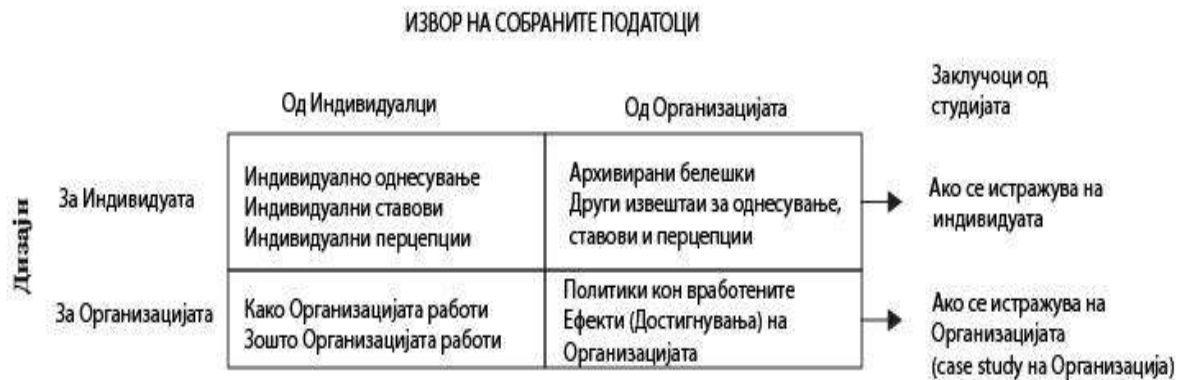 ИЗВОР НА СОБРАНИТЕ ПОДАТОЦИ
Заклучоци од
студијата
Од Индивидуалци
Од Организацијата
Дизајн
За Индивидуата
Индивидуално однесување
Индивидуални ставови
Индивидуални перцепции
Архивирани белешки
Други извештаи за однесување,
ставови и перцепции
Ако се истражува на
индивидуата
За Организацијата
Како Организацијата работи
Зошто Организацијата работи
Политики кон вработените
Ефекти (Достигнувања) на
Организацијата
Ако се истражува на
Организацијата
(case study на Организација)